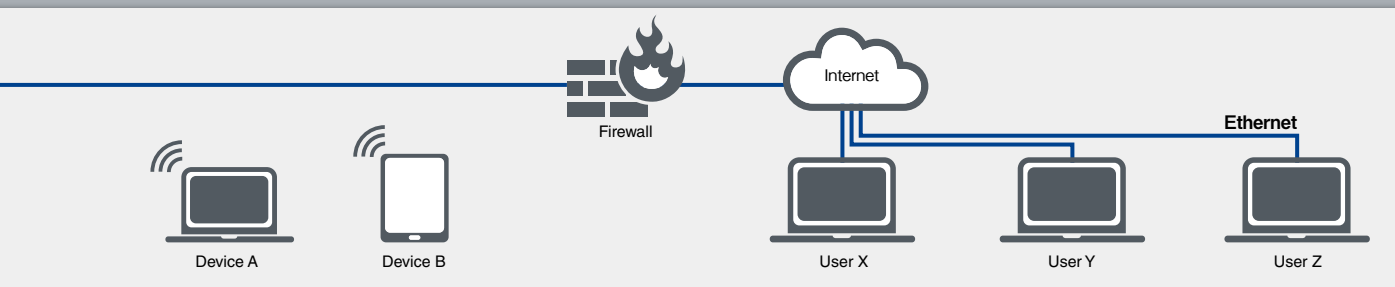 Internet
Ethernet
Firewall
Device A
Device B
User X
User Y
User Z